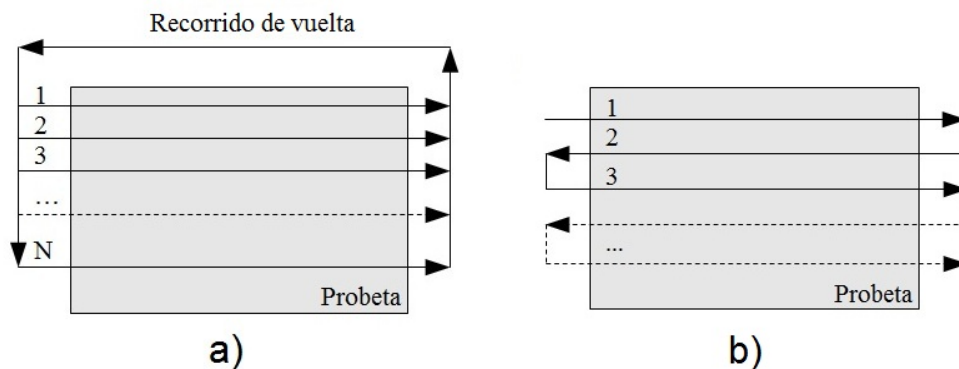 Recorrido de vuelta
1
2
3
...
N
Probeta
a)
1
2
3
...
Probeta
b)